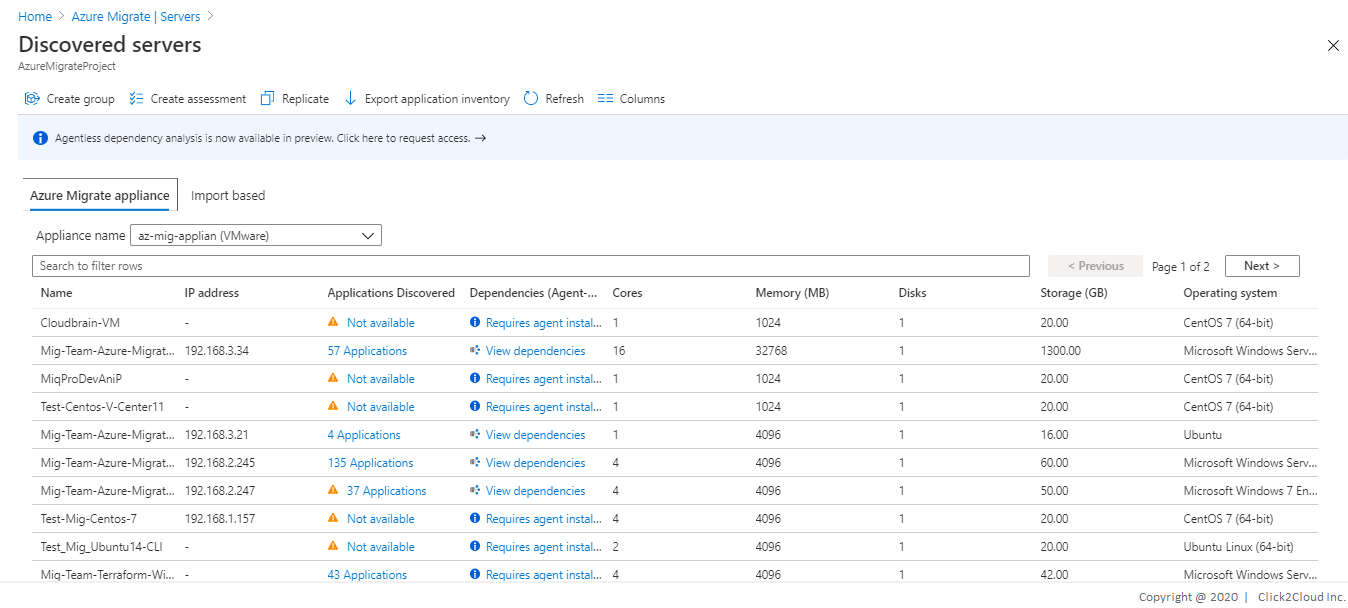 Home > Azure Migrate | Servers >
Discovered servers
AzureMigrateProject
Create group Create assessment Replicate Export application inventory Refresh Columns
Agentless dependency analysis is now available in preview. Click here to request access. →
Azure Migrate appliance Import based
Appliance name az-mig-applian (VMware)
Search to filter rows < Previous Page 1 of 2 Next >
Name IP address Applications Discovered Dependencies (Agent-... Cores Memory (MB) Disks Storage (GB) Operating system
Cloudbrain-VM - Not available Requires agent instal... 1 1024 1 20.00 CentOS 7 (64-bit)
Mig-Team-Azure-Migrat... 192.168.3.34 57 Applications View dependencies 16 32768 1 1300.00 Microsoft Windows Serv...
MiqProDevAniP - Not available Requires agent instal... 1 1024 1 20.00 CentOS 7 (64-bit)
Test-Centos-V-Center11 - Not available Requires agent instal... 1 1024 1 20.00 CentOS 7 (64-bit)
Mig-Team-Azure-Migrat... 192.168.3.21 4 Applications View dependencies 1 4096 1 16.00 Ubuntu
Mig-Team-Azure-Migrat... 192.168.2.245 135 Applications View dependencies 4 4096 1 60.00 Microsoft Windows Serv...
Mig-Team-Azure-Migrat... 192.168.2.247 37 Applications View dependencies 4 4096 1 50.00 Microsoft Windows 7 En...
Test-Mig-Centos-7 192.168.1.157 Not available Requires agent instal... 4 4096 1 20.00 CentOS 7 (64-bit)
Test_Mig_Ubuntu14-CLI - Not available Requires agent instal... 2 4096 1 20.00 Ubuntu Linux (64-bit)
Mig-Team-Terraform-Wi... - 43 Applications Requires agent instal... 4 4096 1 42.00 Microsoft Windows Serv...
Copyright @ 2020 | Click2Cloud Inc.